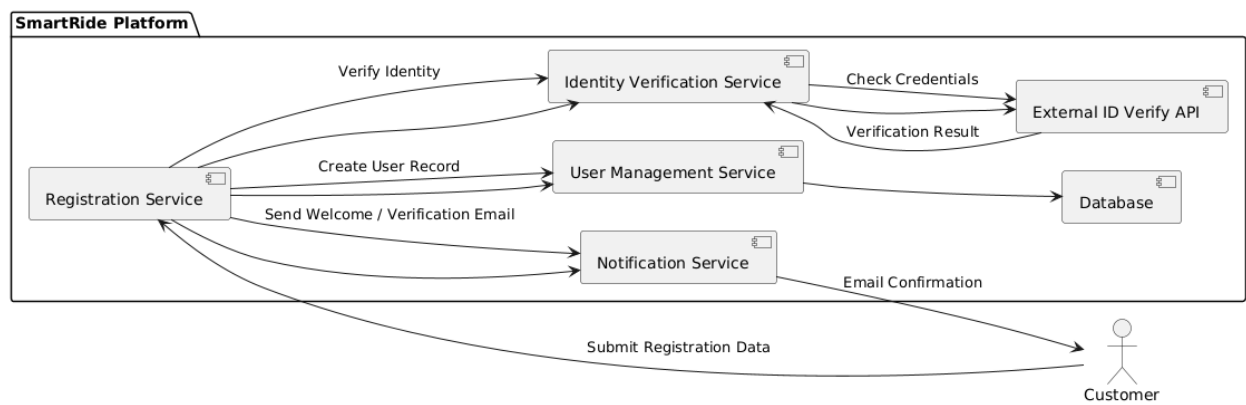 SmartRide Platform
Verify Identity
Identity Verification Service
Check Credentials
External ID Verify API
Verification Result
Create User Record
User Management Service
Registration Service
Database
Send Welcome / Verification Email
Notification Service
Email Confirmation
Submit Registration Data
Customer